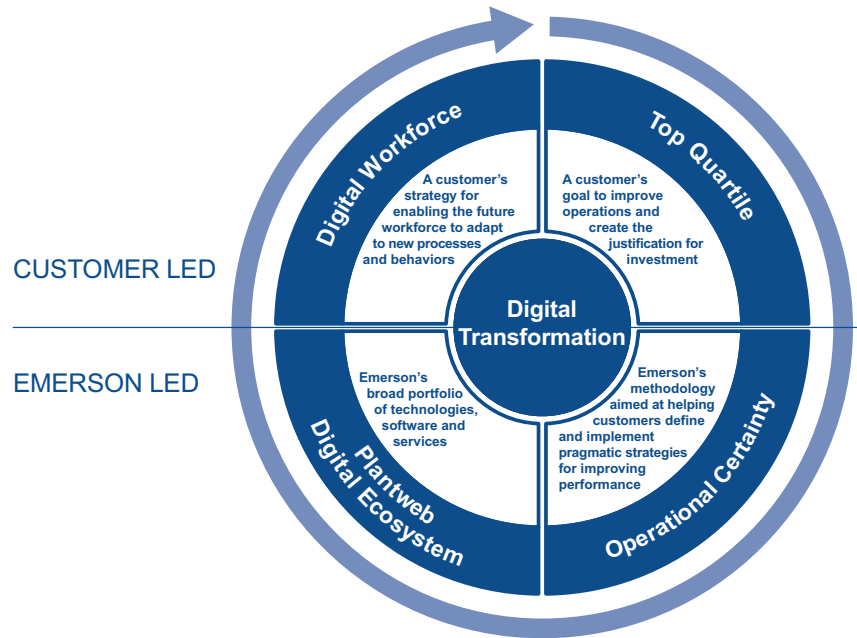 Digital Workforce
A customer’s
strategy for
enabling the future
workforce to adapt
to new processes
and behaviors
Top Quartile
A customer’s
goal to improve
operations and
create the
justification for
investment
CUSTOMER LED
Digital
Transformation
EMERSON LED
Emerson’s
broad portfolio
of technologies,
software and
services
Plantweb
Digital Ecosystem
Emerson’s
methodology
aimed at helping
customers define
and implement
pragmatic strategies
for improving
performance
Operational Certainty